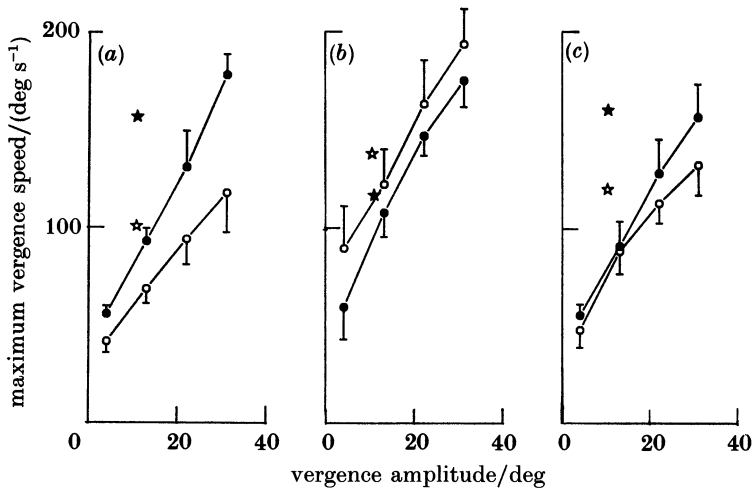 200
(a)
(b)
(c)
100
maximum vergence speed/(deg s⁻¹)
0 20 40 0 20 40 0 20 40
vergence amplitude/deg